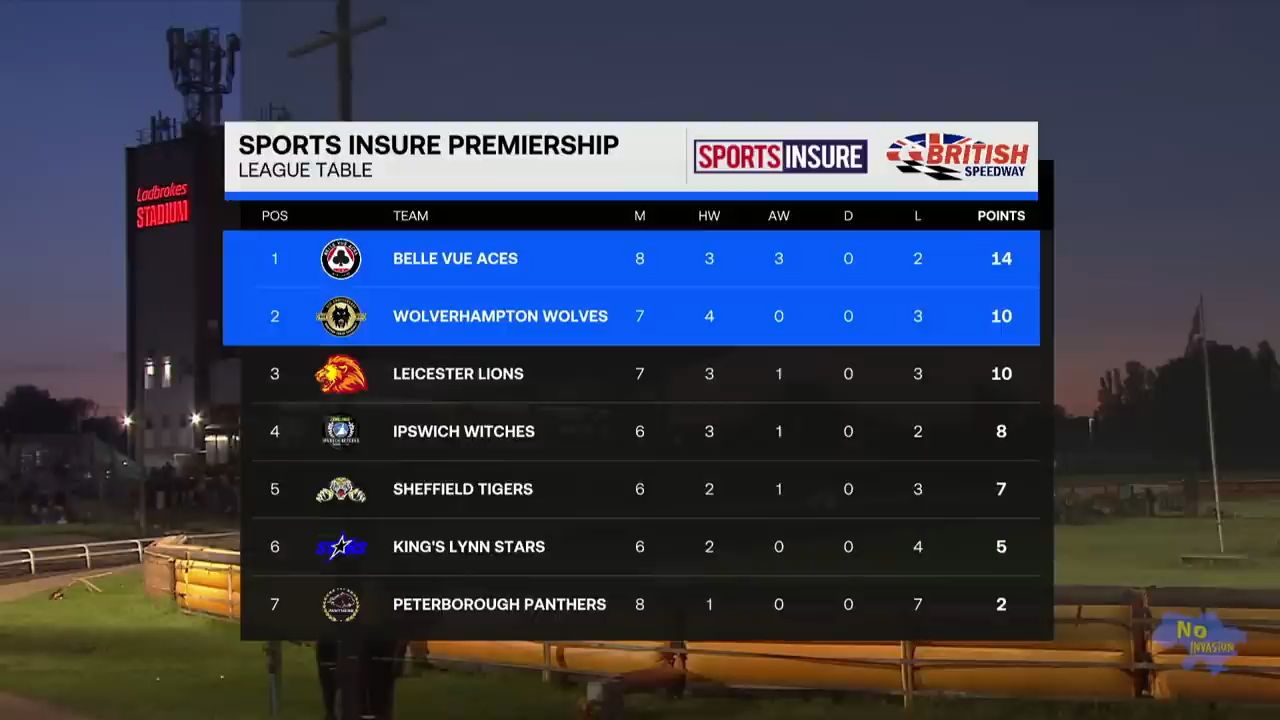 Ladbrokes
STADIUM
SPORTS INSURE PREMIERSHIP
LEAGUE TABLE
SPORTS INSURE
BRITISH
SPEEDWAY
POS TEAM M HW AW D L POINTS
1 BELLE VUE ACES 8 3 3 0 2 14
2 WOLVERHAMPTON WOLVES 7 4 0 0 3 10
3 LEICESTER LIONS 7 3 1 0 3 10
4 IPSWICH WITCHES 6 3 1 0 2 8
5 SHEFFIELD TIGERS 6 2 1 0 3 7
6 STARS KING'S LYNN STARS 6 2 0 0 4 5
7 PANTHERS PETERBOROUGH PANTHERS 8 1 0 0 7 2
No
INVASION